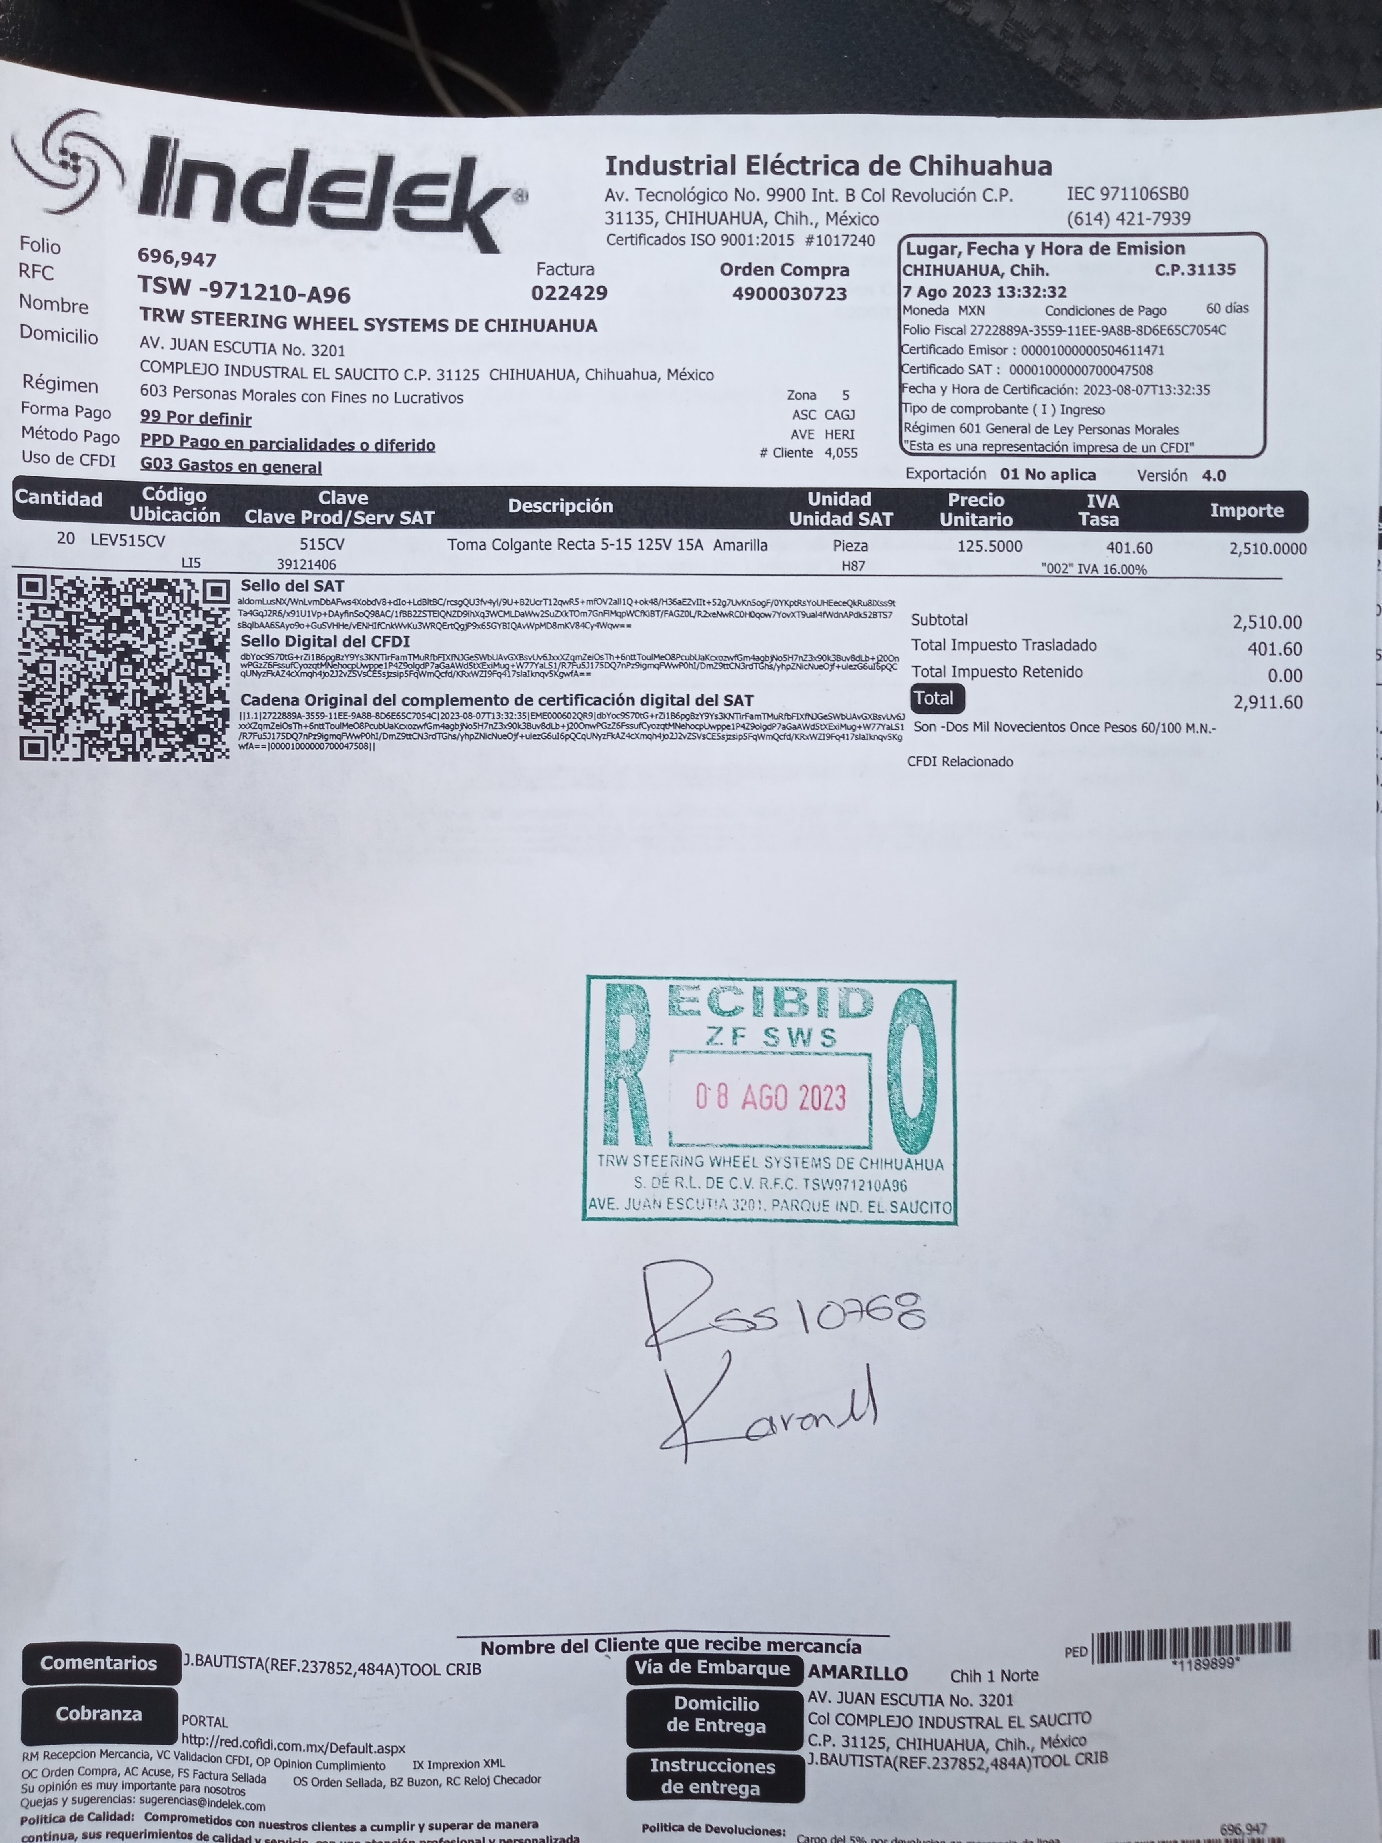 Indelek®
Industrial Eléctrica de Chihuahua
Av. Tecnológico No. 9900 Int. B Col Revolución C.P.
31135, CHIHUAHUA, Chih., México
Certificados ISO 9001:2015 #1017240
IEC 971106SB0
(614) 421-7939
Folio 696,947
RFC TSW -971210-A96
Nombre TRW STEERING WHEEL SYSTEMS DE CHIHUAHUA
Domicilio AV. JUAN ESCUTIA No. 3201
COMPLEJO INDUSTRAL EL SAUCITO C.P. 31125 CHIHUAHUA, Chihuahua, México
Régimen 603 Personas Morales con Fines no Lucrativos
Forma Pago 99 Por definir
Método Pago PPD Pago en parcialidades o diferido
Uso de CFDI G03 Gastos en general
Factura
022429
Orden Compra
4900030723
Zona 5
ASC CAGJ
AVE HERI
# Cliente 4,055
Lugar, Fecha y Hora de Emision
CHIHUAHUA, Chih. C.P.31135
7 Ago 2023 13:32:32
Moneda MXN Condiciones de Pago 60 días
Folio Fiscal 2722889A-3559-11EE-9A8B-8D6E65C7054C
Certificado Emisor : 00001000000504611471
Certificado SAT : 00001000000700047508
Fecha y Hora de Certificación: 2023-08-07T13:32:35
Tipo de comprobante ( I ) Ingreso
Régimen 601 General de Ley Personas Morales
"Esta es una representación impresa de un CFDI"
Exportación 01 No aplica Versión 4.0
Cantidad Código Clave Descripción Unidad Precio IVA Importe
Ubicación Clave Prod/Serv SAT Unidad SAT Unitario Tasa
20 LEV515CV 515CV Toma Colgante Recta 5-15 125V 15A Amarilla Pieza 125.5000 401.60 2,510.0000
LI5 39121406 H87 "002" IVA 16.00%
Sello del SAT
Sello Digital del CFDI
Cadena Original del complemento de certificación digital del SAT
Subtotal 2,510.00
Total Impuesto Trasladado 401.60
Total Impuesto Retenido 0.00
Total 2,911.60
Son -Dos Mil Novecientos Once Pesos 60/100 M.N.-
CFDI Relacionado
RECIBIDO
ZF SWS
08 AGO 2023
TRW STEERING WHEEL SYSTEMS DE CHIHUAHUA
S. DE R.L. DE C.V. R.F.C. TSW971210A96
AVE. JUAN ESCUTIA 3201, PARQUE IND. EL SAUCITO
Rss 10768
Nombre del Cliente que recibe mercancía
PED
*1189899*
Comentarios J.BAUTISTA(REF.237852,484A)TOOL CRIB
Cobranza PORTAL
http://red.cofidi.com.mx/Default.aspx
RM Recepcion Mercancia, VC Validacion CFDI, OP Opinion Cumplimiento IX Imprexion XML
OC Orden Compra, AC Acuse, FS Factura Sellada OS Orden Sellada, BZ Buzon, RC Reloj Checador
Su opinión es muy importante para nosotros
Quejas y sugerencias: sugerencias@indelek.com
Politica de Calidad: Comprometidos con nuestros clientes a cumplir y superar de manera
continua, sus requerimientos de calidad y
Vía de Embarque AMARILLO Chih 1 Norte
Domicilio de Entrega AV. JUAN ESCUTIA No. 3201
Col COMPLEJO INDUSTRAL EL SAUCITO
C.P. 31125, CHIHUAHUA, Chih., México
Instrucciones de entrega J.BAUTISTA(REF.237852,484A)TOOL CRIB
Politica de Devoluciones:
696,947